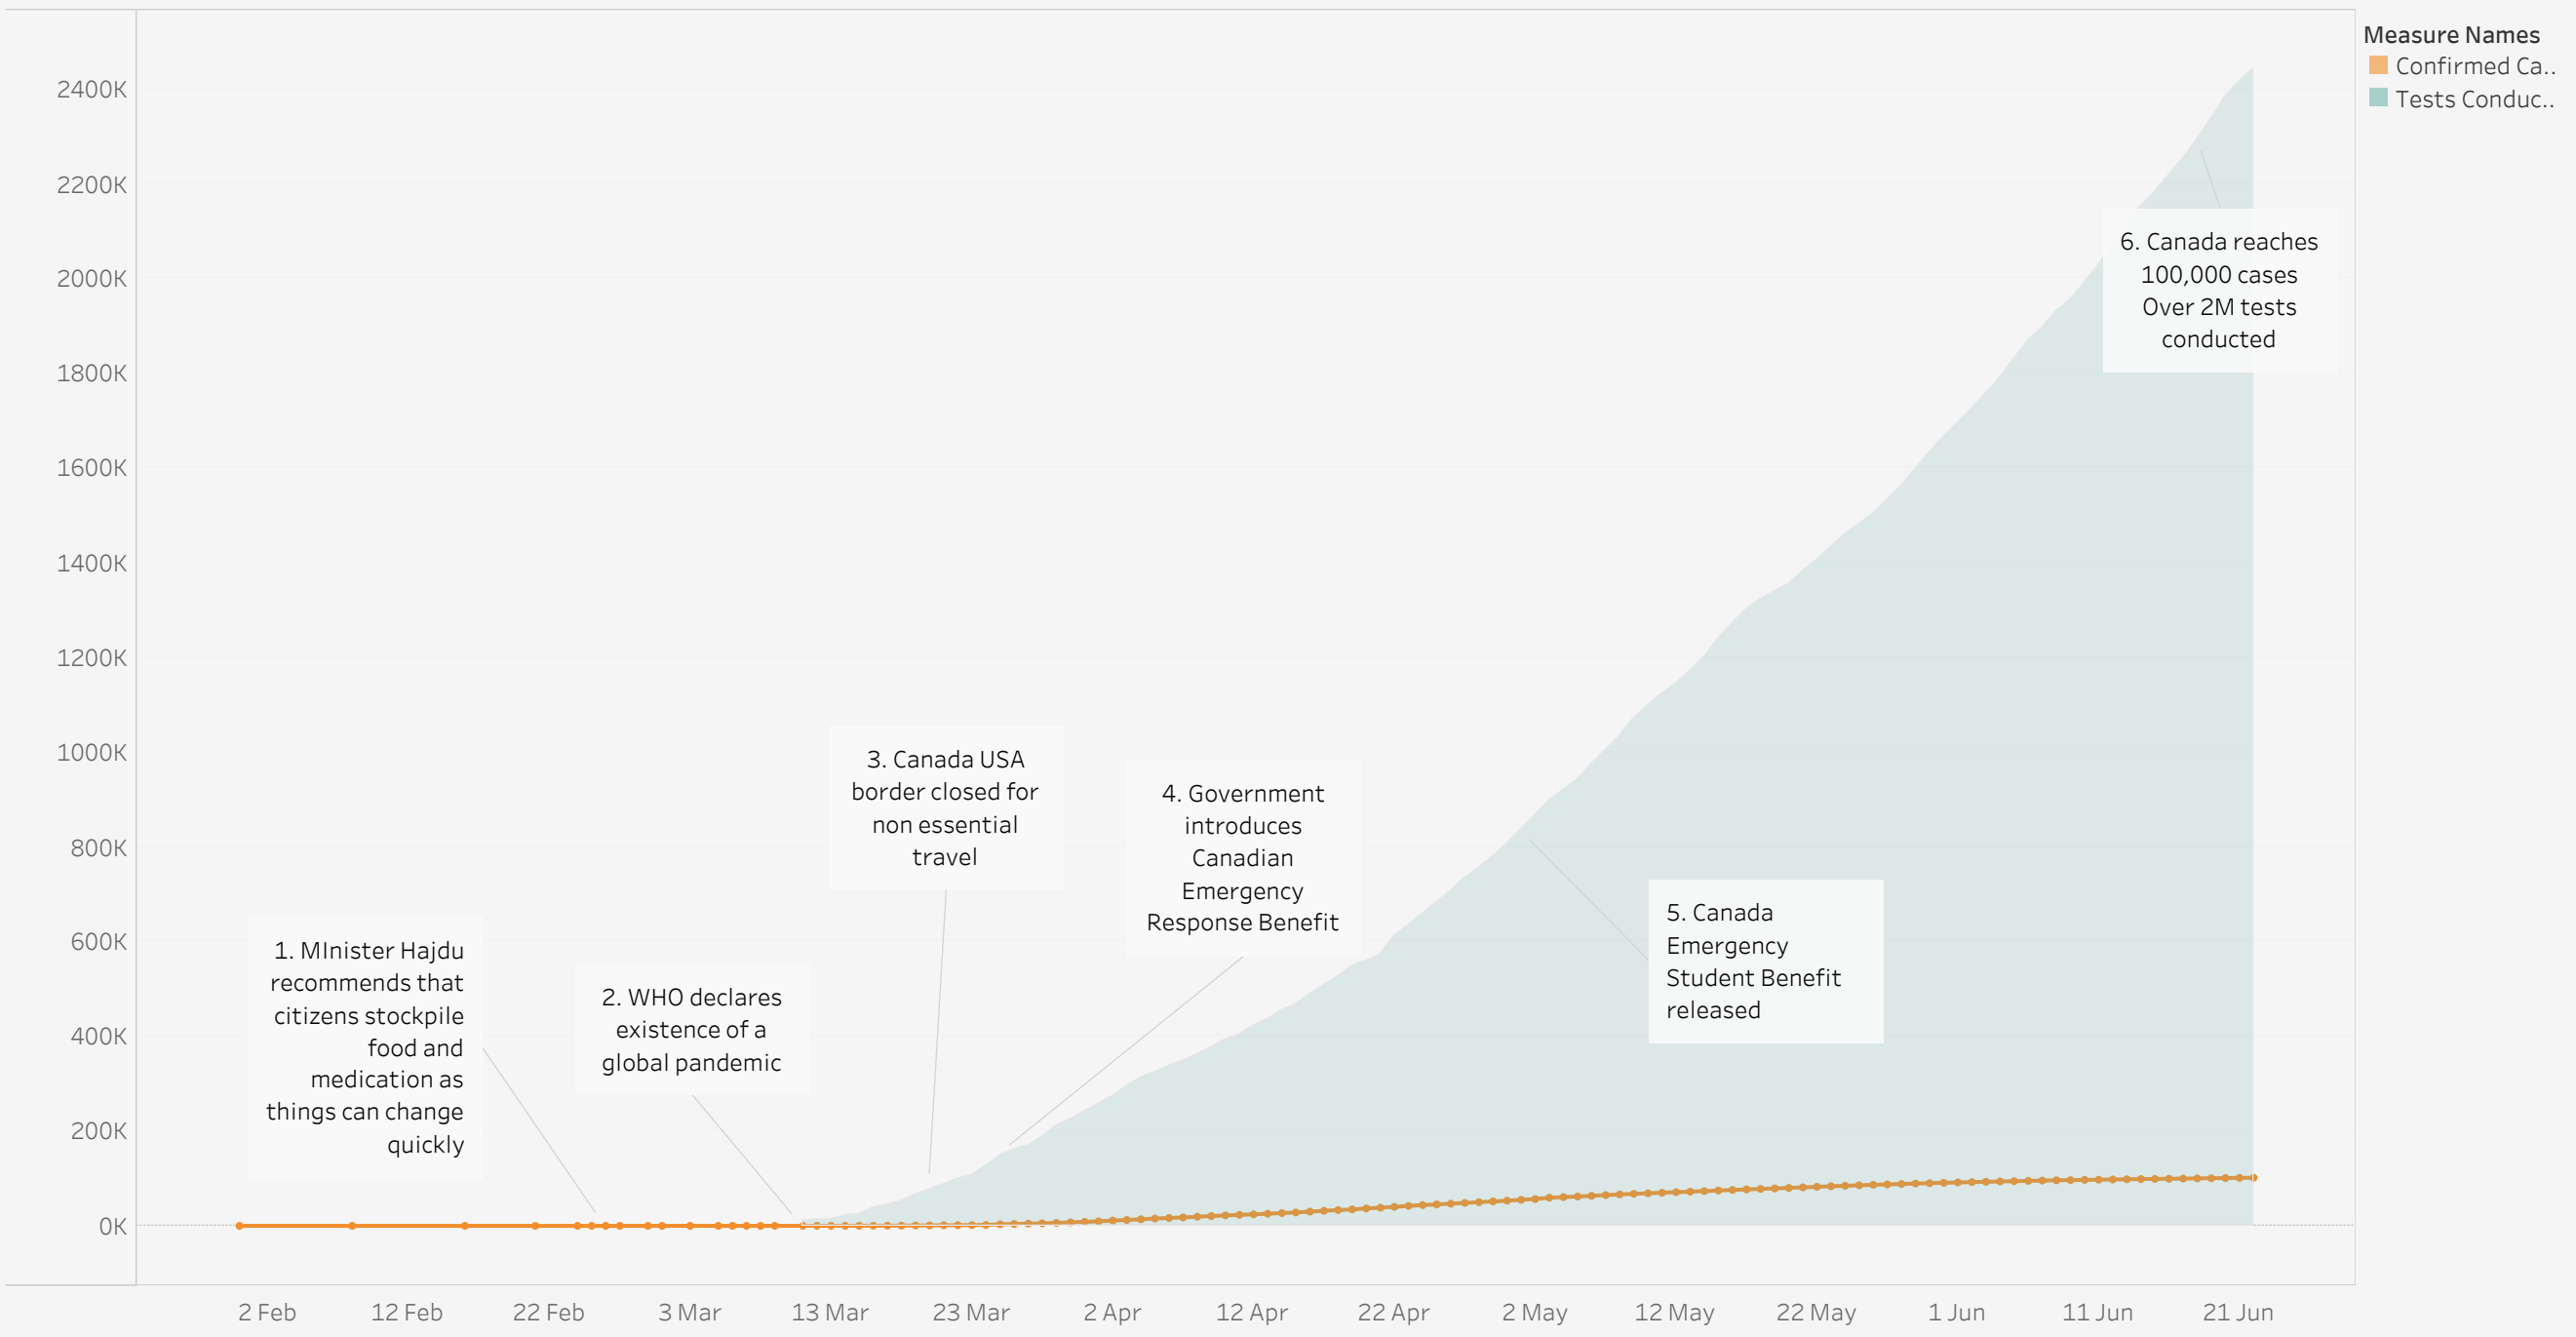 Measure Names
Confirmed Ca..
Tests Conduc..
2400K
2200K
2000K
1800K
1600K
1400K
1200K
1000K
800K
600K
400K
200K
0K
1. MInister Hajdu
recommends that
citizens stockpile
food and
medication as
things can change
quickly
2. WHO declares
existence of a
global pandemic
3. Canada USA
border closed for
non essential
travel
4. Government
introduces
Canadian
Emergency
Response Benefit
5. Canada
Emergency
Student Benefit
released
6. Canada reaches
100,000 cases
Over 2M tests
conducted
2 Feb
12 Feb
22 Feb
3 Mar
13 Mar
23 Mar
2 Apr
12 Apr
22 Apr
2 May
12 May
22 May
1 Jun
11 Jun
21 Jun